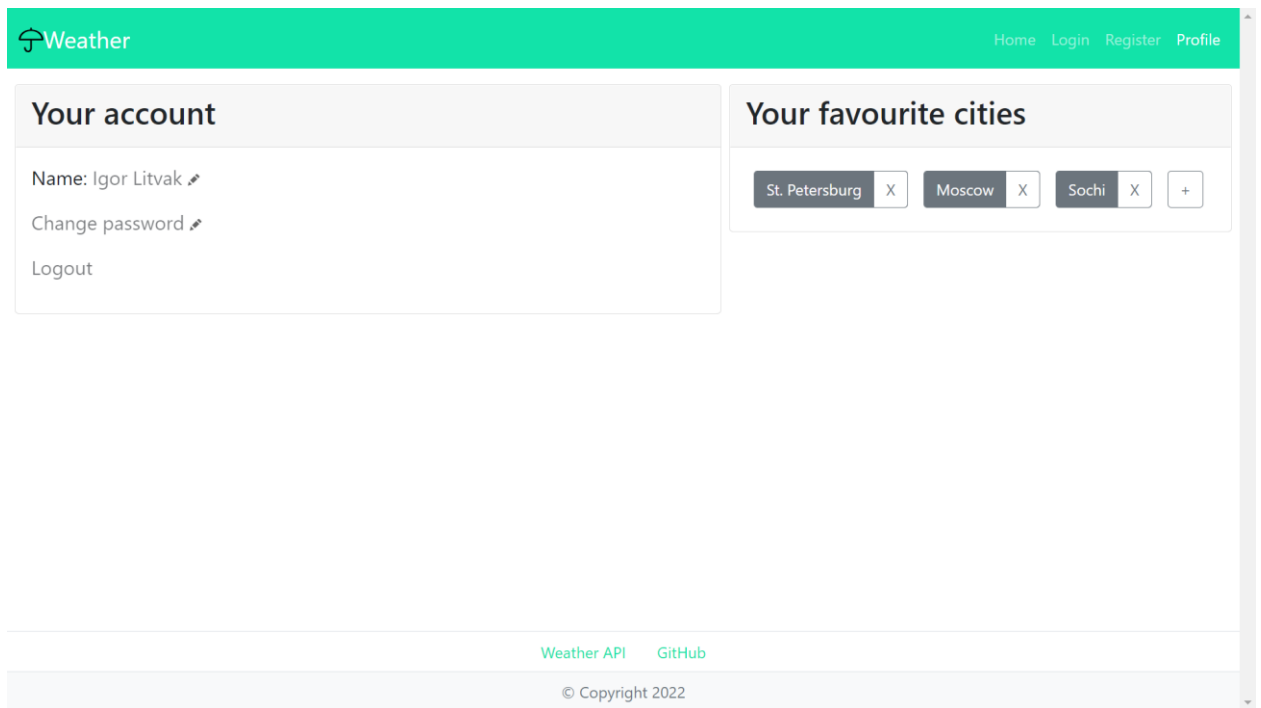 Weather
Home Login Register Profile
Your account
Name: Igor Litvak
Change password
Logout
Your favourite cities
St. Petersburg X Moscow X Sochi X +
Weather API GitHub
© Copyright 2022